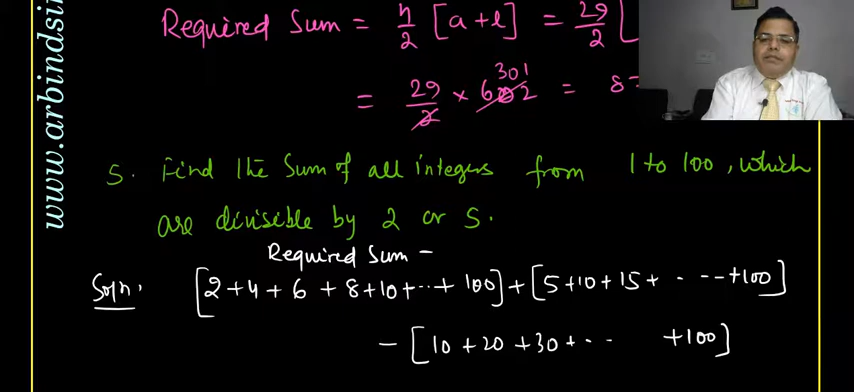 www.arbindsin
Required Sum = n/2 [a+l] = 29/2 [
= 29/2 × 602 301 = 87
5. Find the Sum of all integers from 1 to 100, which
are divisible by 2 or 5.
Required Sum =
Soln. [2+4+6+8+10+...+100] + [5+10+15+.....+100]
- [10+20+30+... +100]